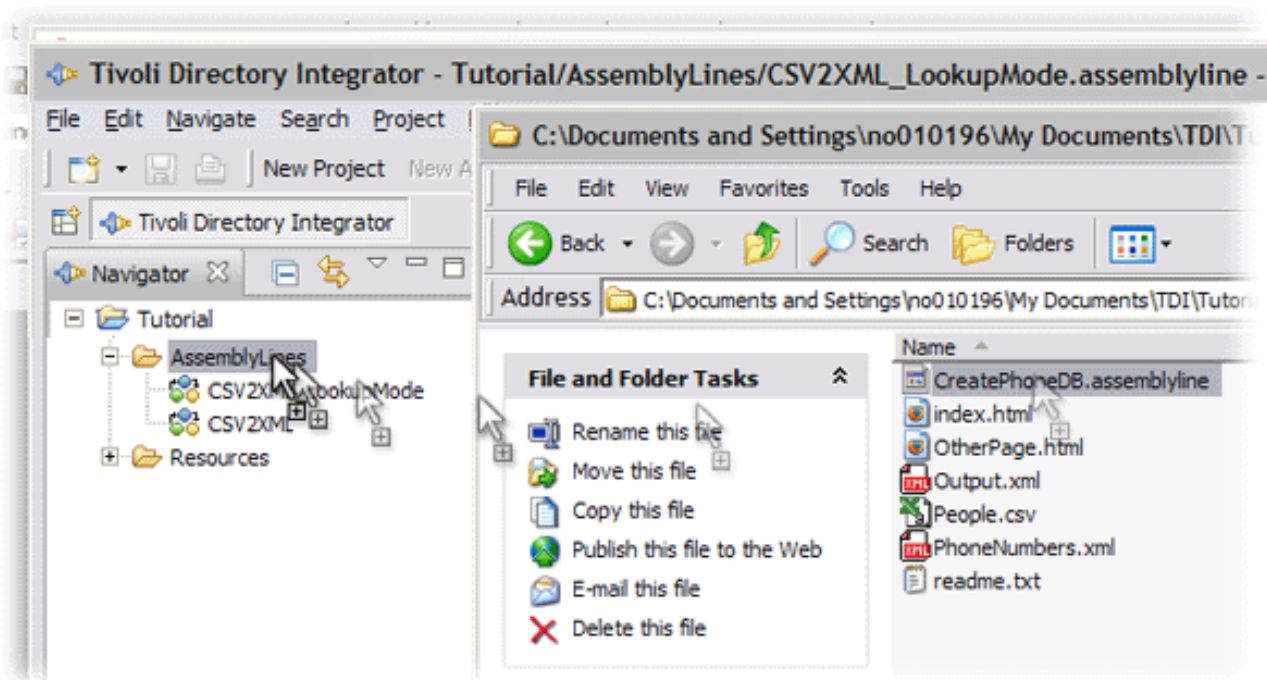 Tivoli Directory Integrator - Tutorial/AssemblyLines/CSV2XML_LookupMode.assemblyline -
File Edit Navigate Search Project
New Project New A
Tivoli Directory Integrator
Navigator
Tutorial
AssemblyLines
CSV2XML_LookupMode
CSV2XML
Resources
C:\Documents and Settings\no010196\My Documents\TDI\Tu
File Edit View Favorites Tools Help
Back Search Folders
Address C:\Documents and Settings\no010196\My Documents\TDI\Tutoria
File and Folder Tasks
Rename this file
Move this file
Copy this file
Publish this file to the Web
E-mail this file
Delete this file
Name
CreatePhoneDB.assemblyline
index.html
OtherPage.html
Output.xml
People.csv
PhoneNumbers.xml
readme.txt